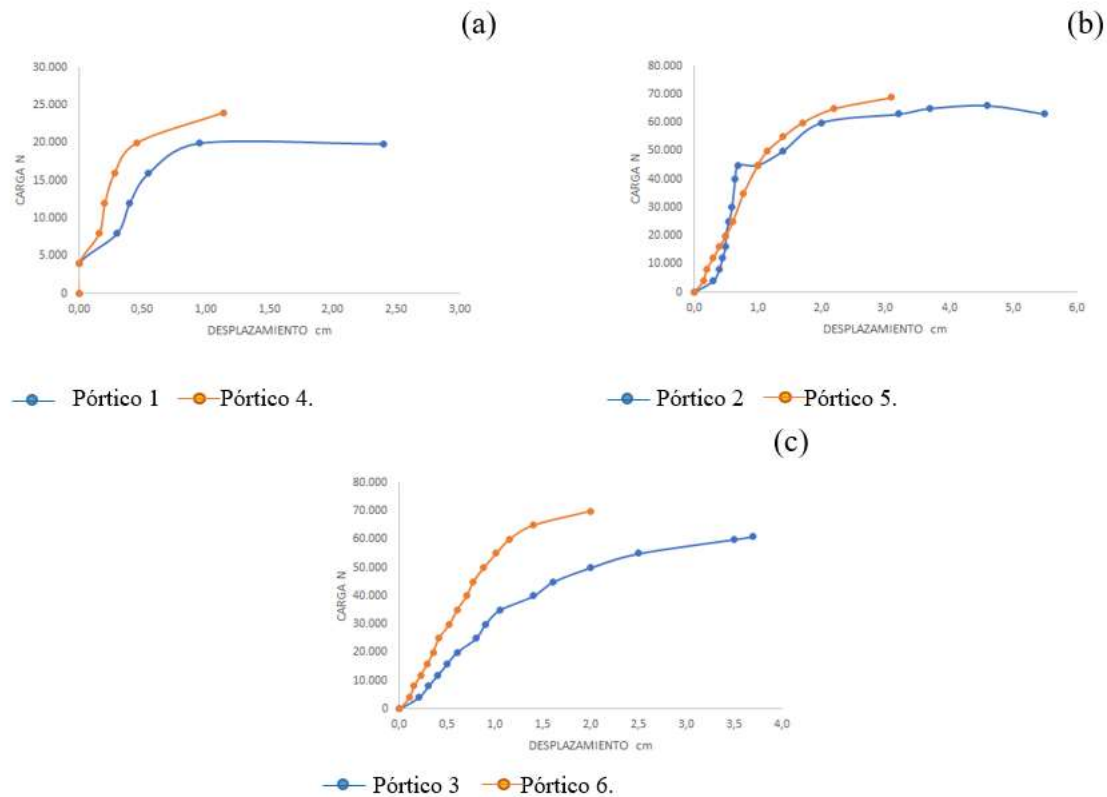 (a)
30.000
25.000
20.000
15.000
10.000
5.000
0
CARGA N
0,00 0,50 1,00 1,50 2,00 2,50 3,00
DESPLAZAMIENTO cm
Pórtico 1 Pórtico 4.
(b)
80.000
70.000
60.000
50.000
40.000
30.000
20.000
10.000
0
CARGA N
0,0 1,0 2,0 3,0 4,0 5,0 6,0
DESPLAZAMIENTO cm
Pórtico 2 Pórtico 5.
(c)
80.000
70.000
60.000
50.000
40.000
30.000
20.000
10.000
0
CARGA N
0,0 0,5 1,0 1,5 2,0 2,5 3,0 3,5 4,0
DESPLAZAMIENTO cm
Pórtico 3 Pórtico 6.